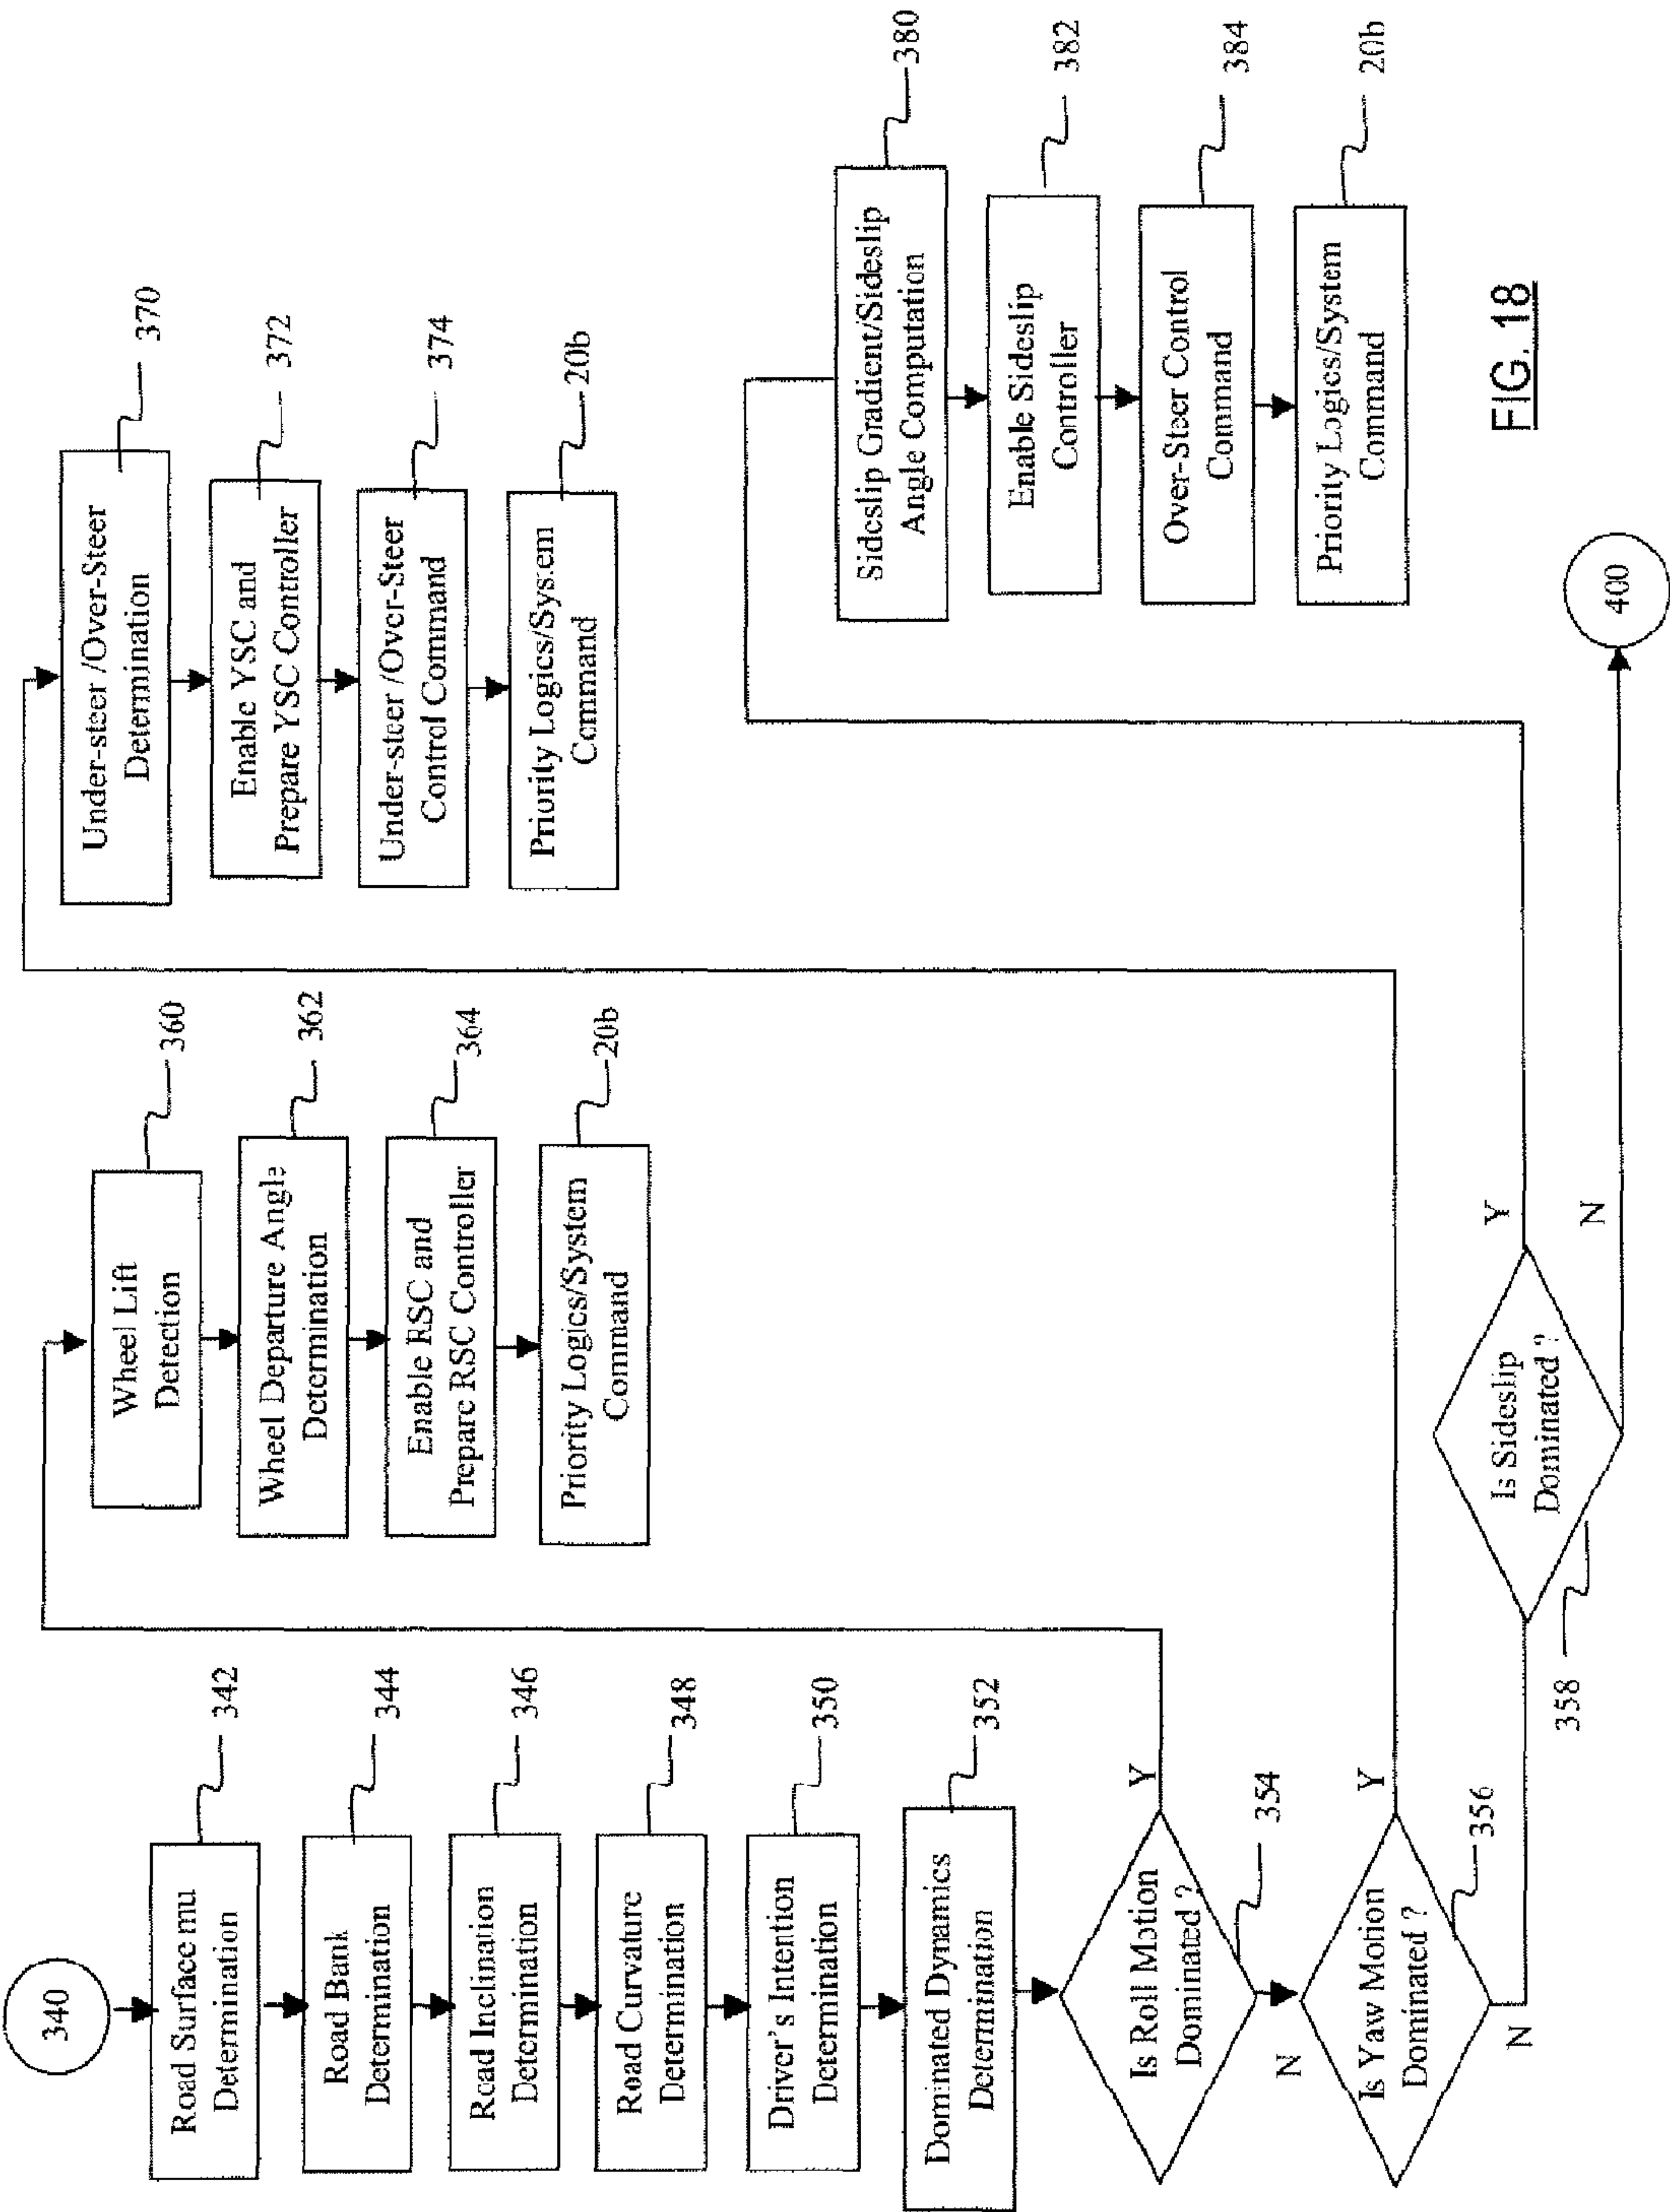 340
Road Surface mu
Determination
342
Road Bank
Determination
344
Road Inclination
Determination
346
Road Curvature
Determination
348
Driver's Intention
Determination
350
Dominated Dynamics
Determination
352
Is Roll Motion
Dominated ?
Y
354
N
Is Yaw Motion
Dominated ?
Y
356
N
Is Sideslip
Dominated ?
358
Y
N
400
Wheel Lift
Detection
360
Wheel Departure Angle
Determination
362
Enable RSC and
Prepare RSC Controller
364
Priority Logics/System
Command
20b
Under-steer /Over-Steer
Determination
370
Enable YSC and
Prepare YSC Controller
372
Under-steer /Over-Steer
Control Command
374
Priority Logics/System
Command
20b
Sideslip Gradient/Sideslip
Angle Computation
380
Enable Sideslip
Controller
382
Over-Steer Control
Command
384
Priority Logics/System
Command
20b
FIG. 18